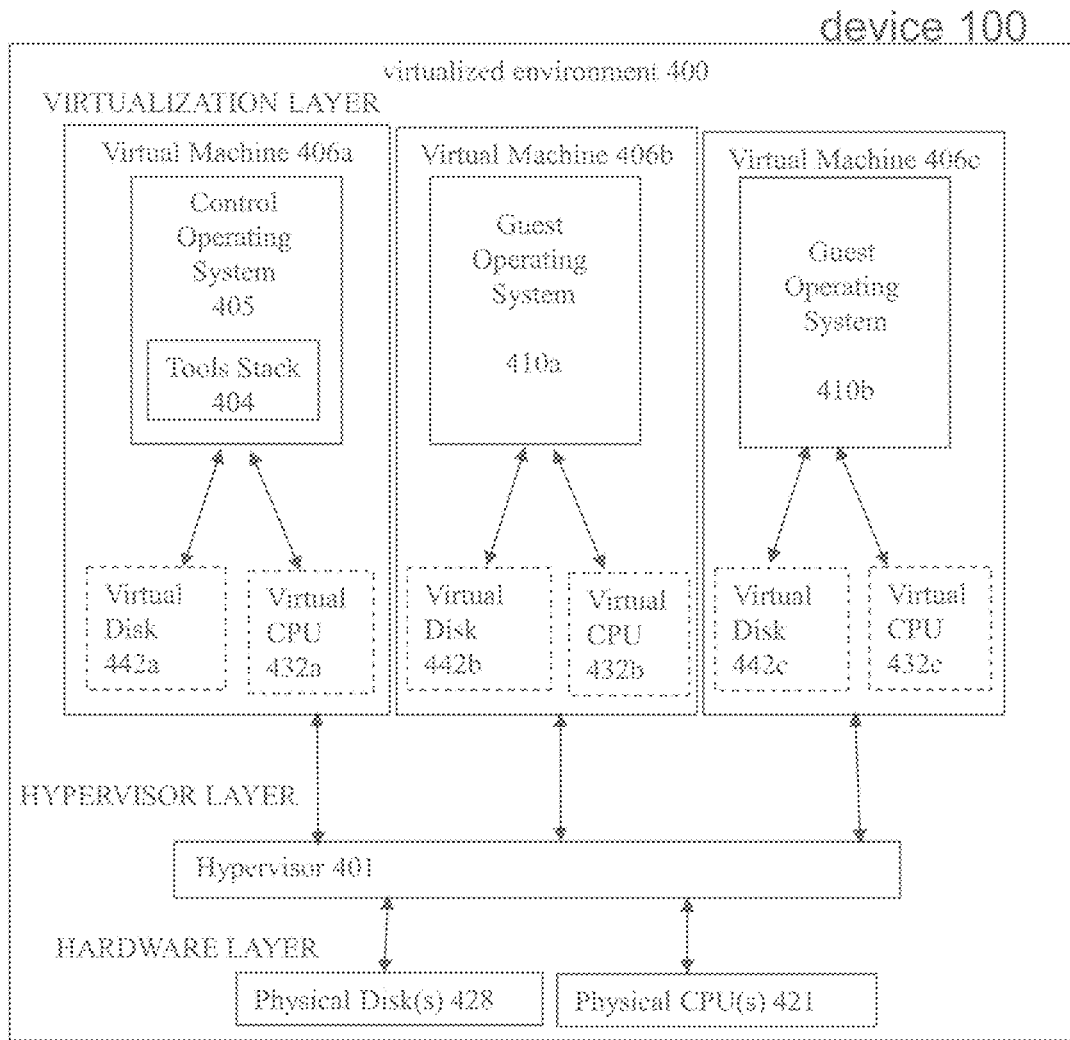 device 100
virtualized environment 400
VIRTUALIZATION LAYER
Virtual Machine 406a
Control
Operating
System
405
Tools Stack
404
Virtual
Disk
442a
Virtual
CPU
432a
Virtual Machine 406b
Guest
Operating
System
410a
Virtual
Disk
442b
Virtual
CPU
432b
Virtual Machine 406c
Guest
Operating
System
410b
Virtual
Disk
442c
Virtual
CPU
432c
HYPERVISOR LAYER
Hypervisor 401
HARDWARE LAYER
Physical Disk(s) 428
Physical CPU(s) 421